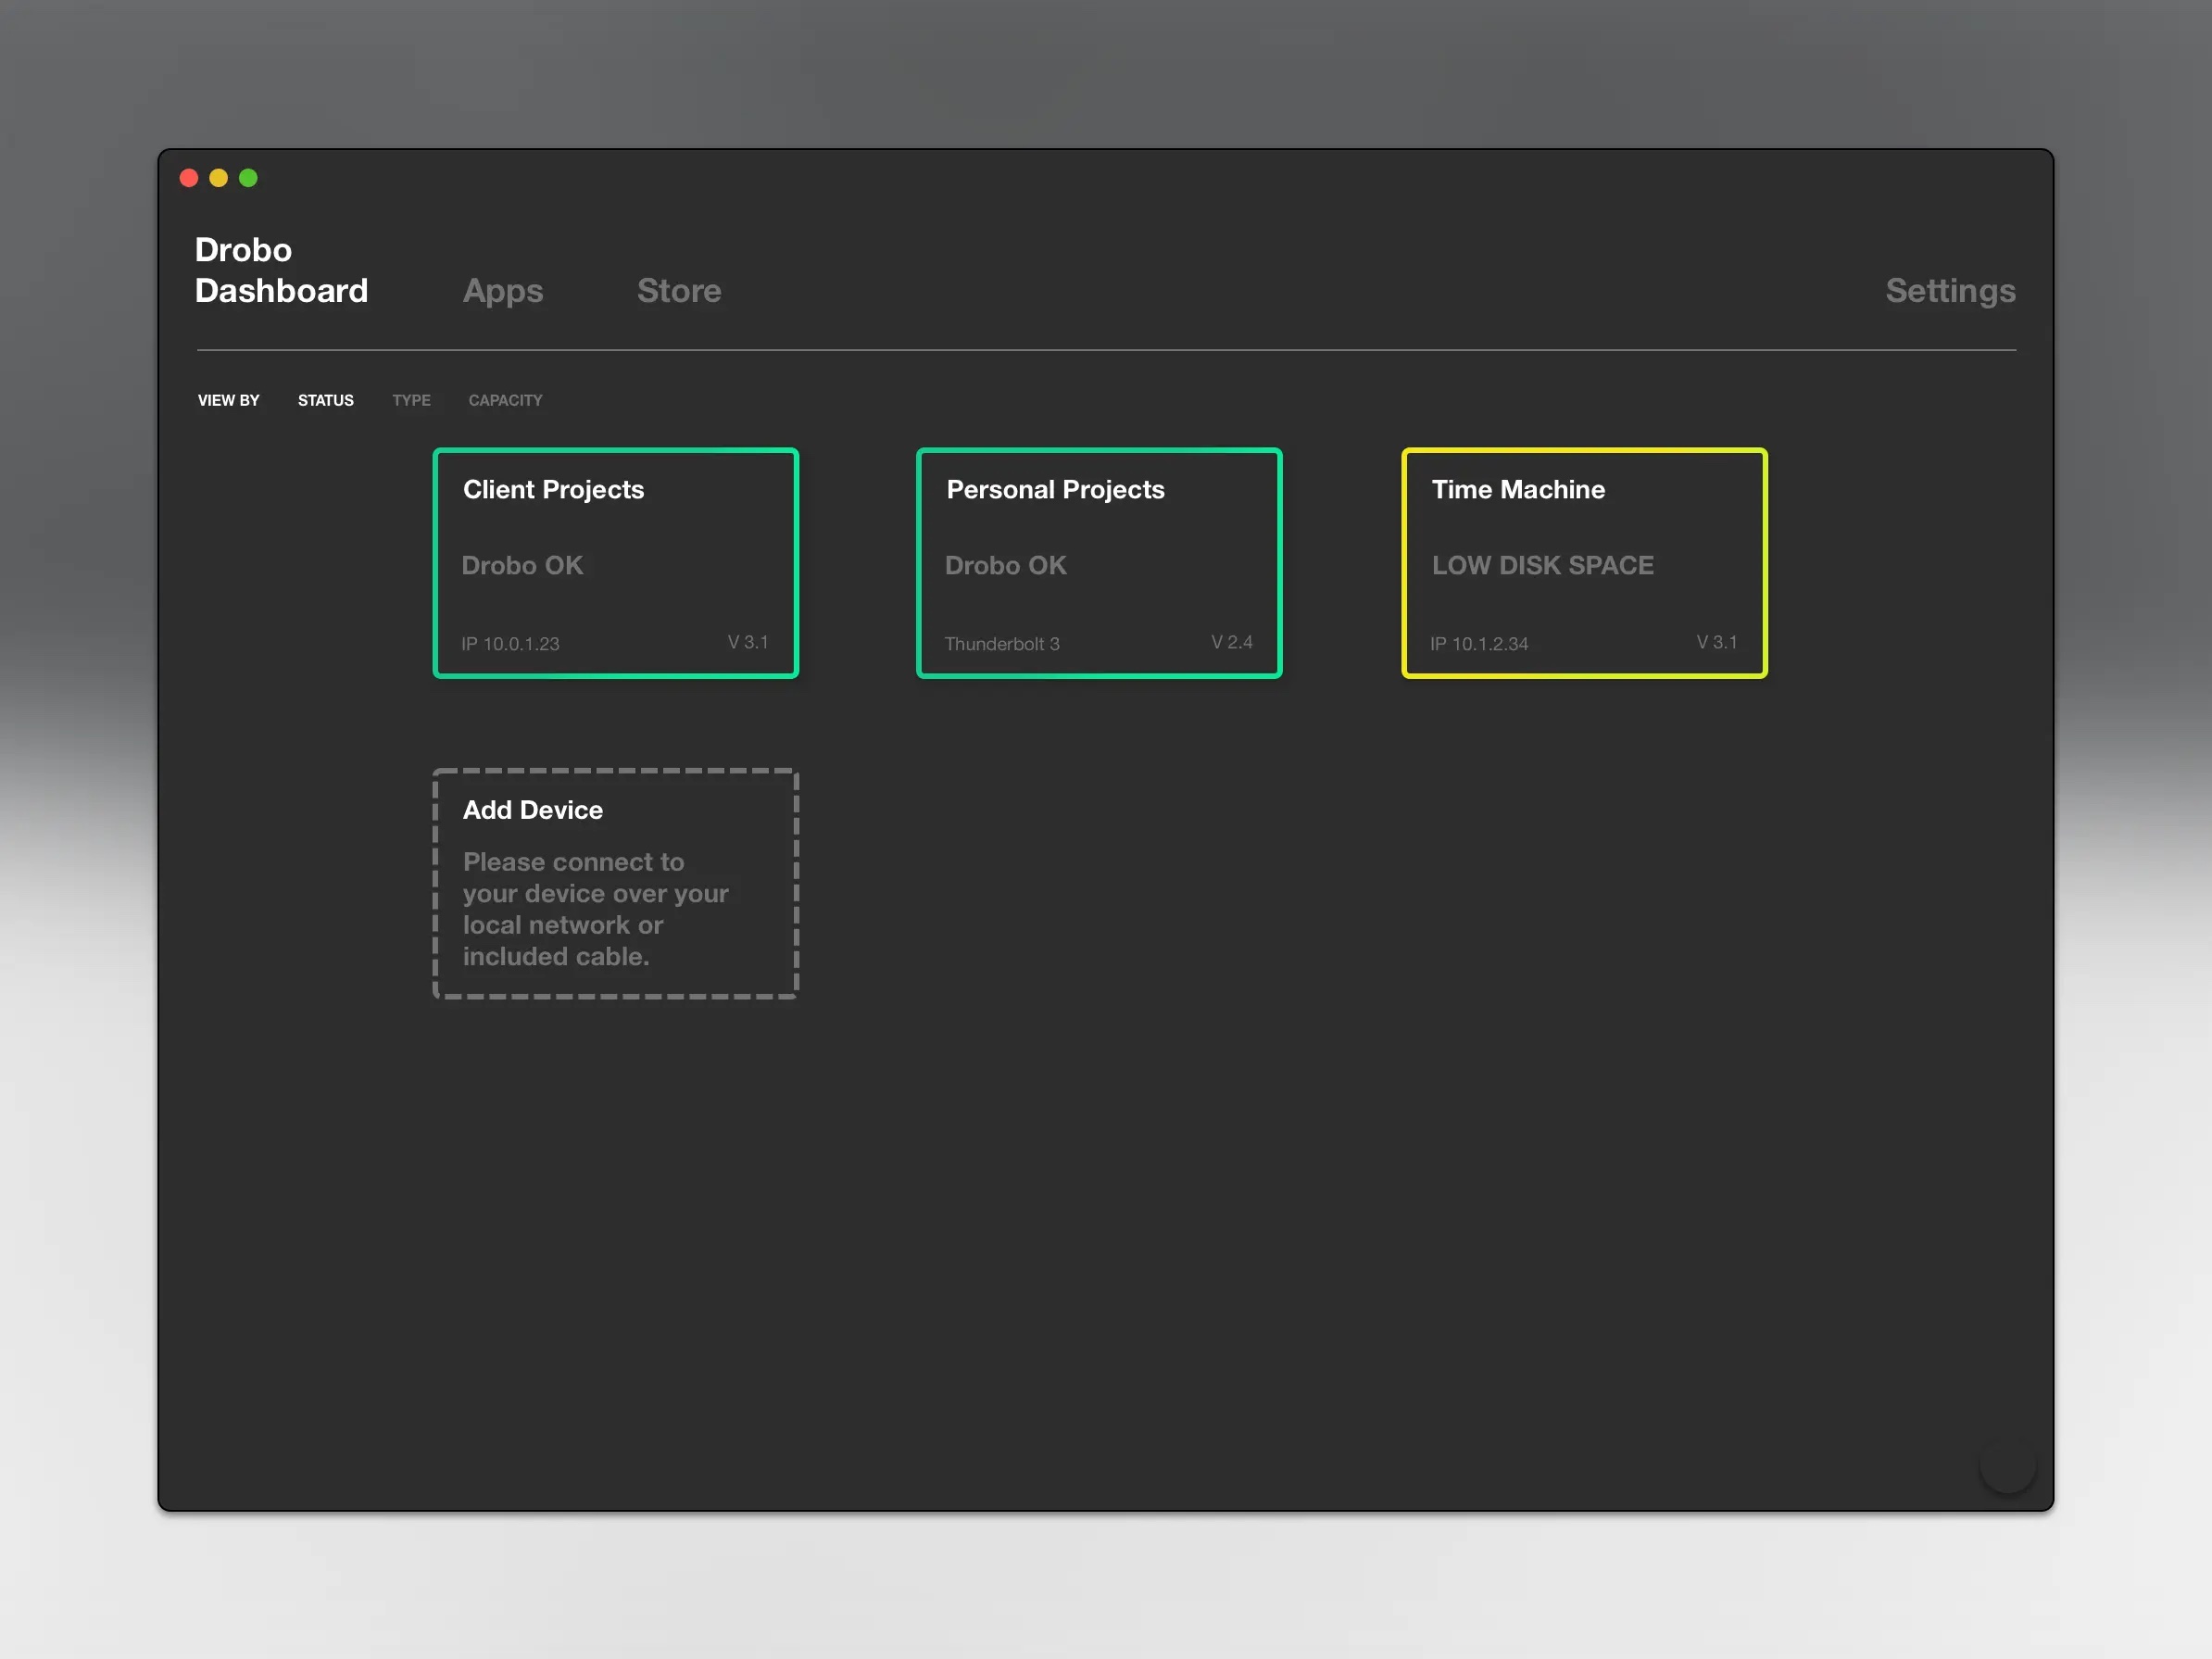 Drobo
Dashboard
Apps
Store
Settings
VIEW BY
STATUS
TYPE
CAPACITY
Client Projects
Drobo OK
IP 10.0.1.23
V 3.1
Personal Projects
Drobo OK
Thunderbolt 3
V 2.4
Time Machine
LOW DISK SPACE
IP 10.1.2.34
V 3.1
Add Device
Please connect to
your device over your
local network or
included cable.